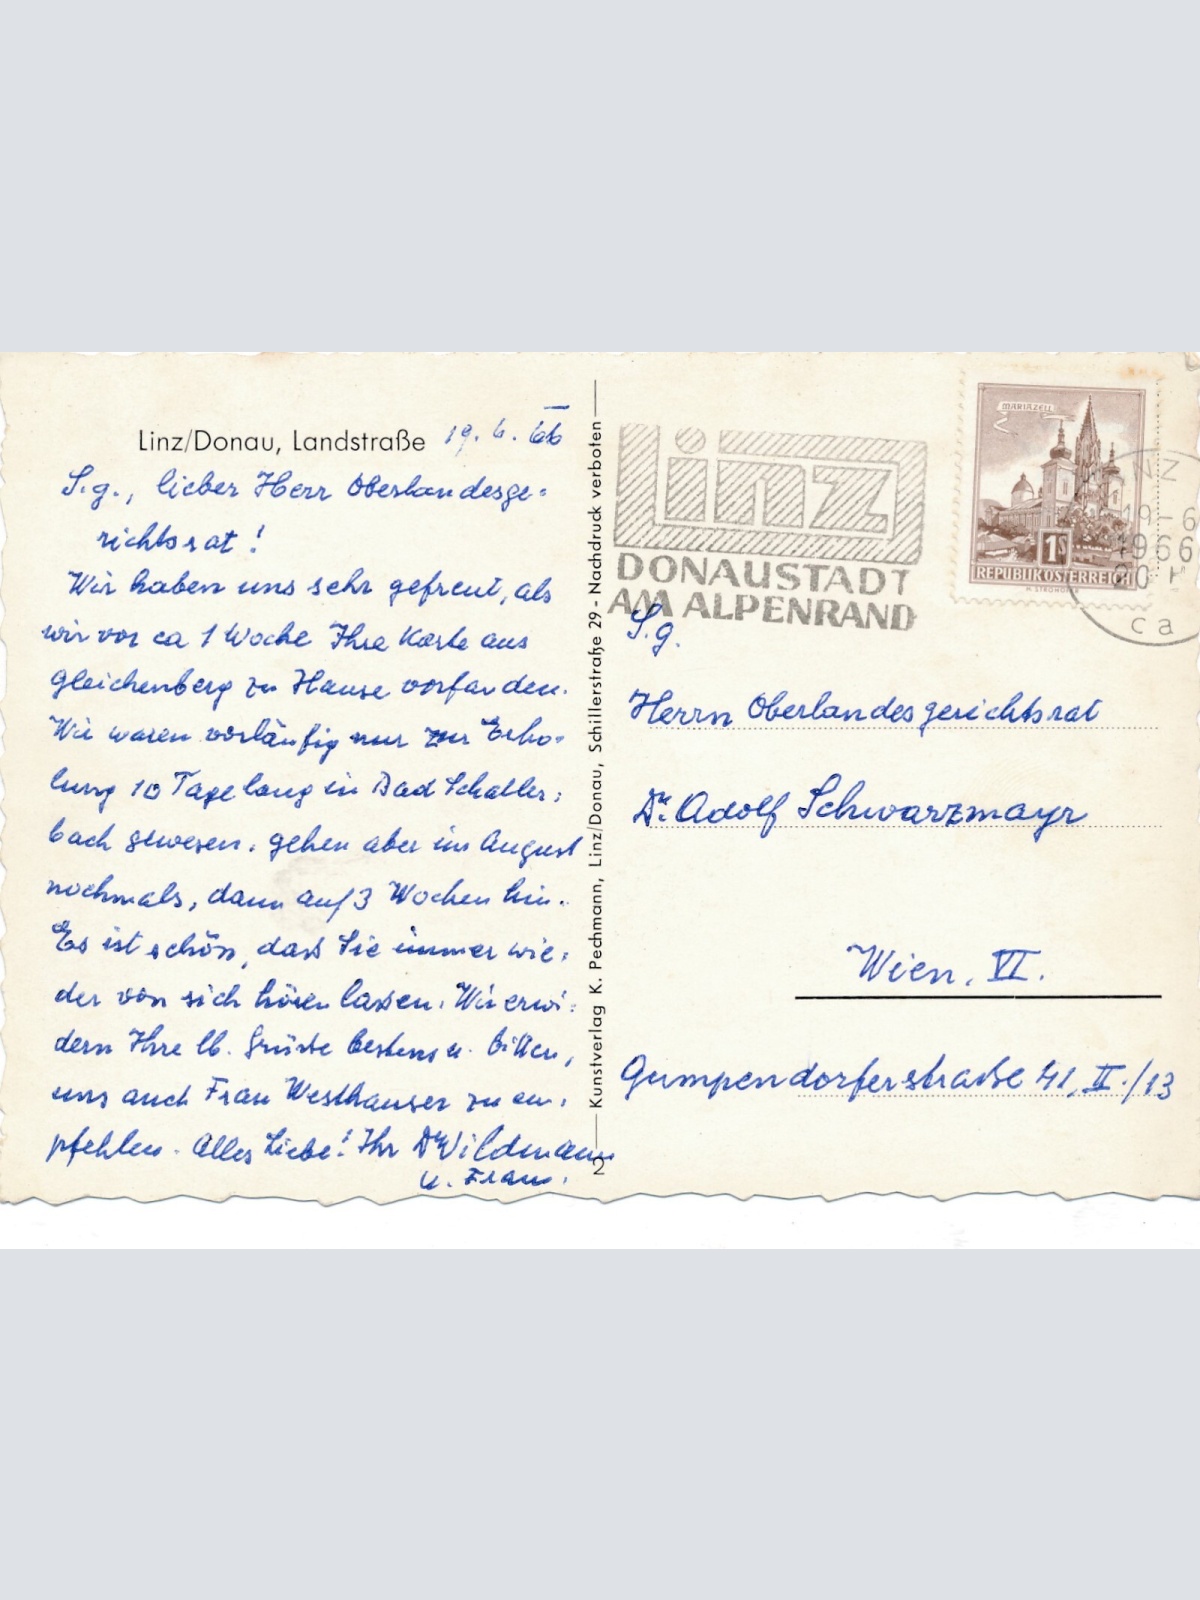 Linz/Donau, Landstraße 19. 6. 66
S.g., lieber Herr Oberlandesge-
richtsrat!
Wir haben uns sehr gefreut, als
wir vor ca 1 Woche Ihre Karte aus
Gleichenberg zu Hause vorfanden.
Wir waren vorläufig nur zur Erho-
lung 10 Tage lang in Bad Schaller-
bach gewesen, gehen aber im August
nochmals, dann auf 3 Wochen hin.
Es ist schön, dass Sie immer wie-
der von sich hören lassen. Wir erwi-
dern Ihre lb. Grüsse bestens u. bitten,
uns auch Frau Westhauser zu em-
pfehlen. Alles Liebe! Ihr Dr Wildmann
u. Frau.
2 Kunstverlag K. Pechmann, Linz/Donau, Schillerstraße 29 - Nachdruck verboten
linz
DONAUSTADT
AM ALPENRAND
MARIAZELL
1S
REPUBLIK ÖSTERREICH
LINZ
19-6
1966
20 H
ca
S.g.
Herrn Oberlandesgerichtsrat
Dr. Adolf Schwarzmayr
Wien, VI.
Gumpendorferstrasse 41, II./13